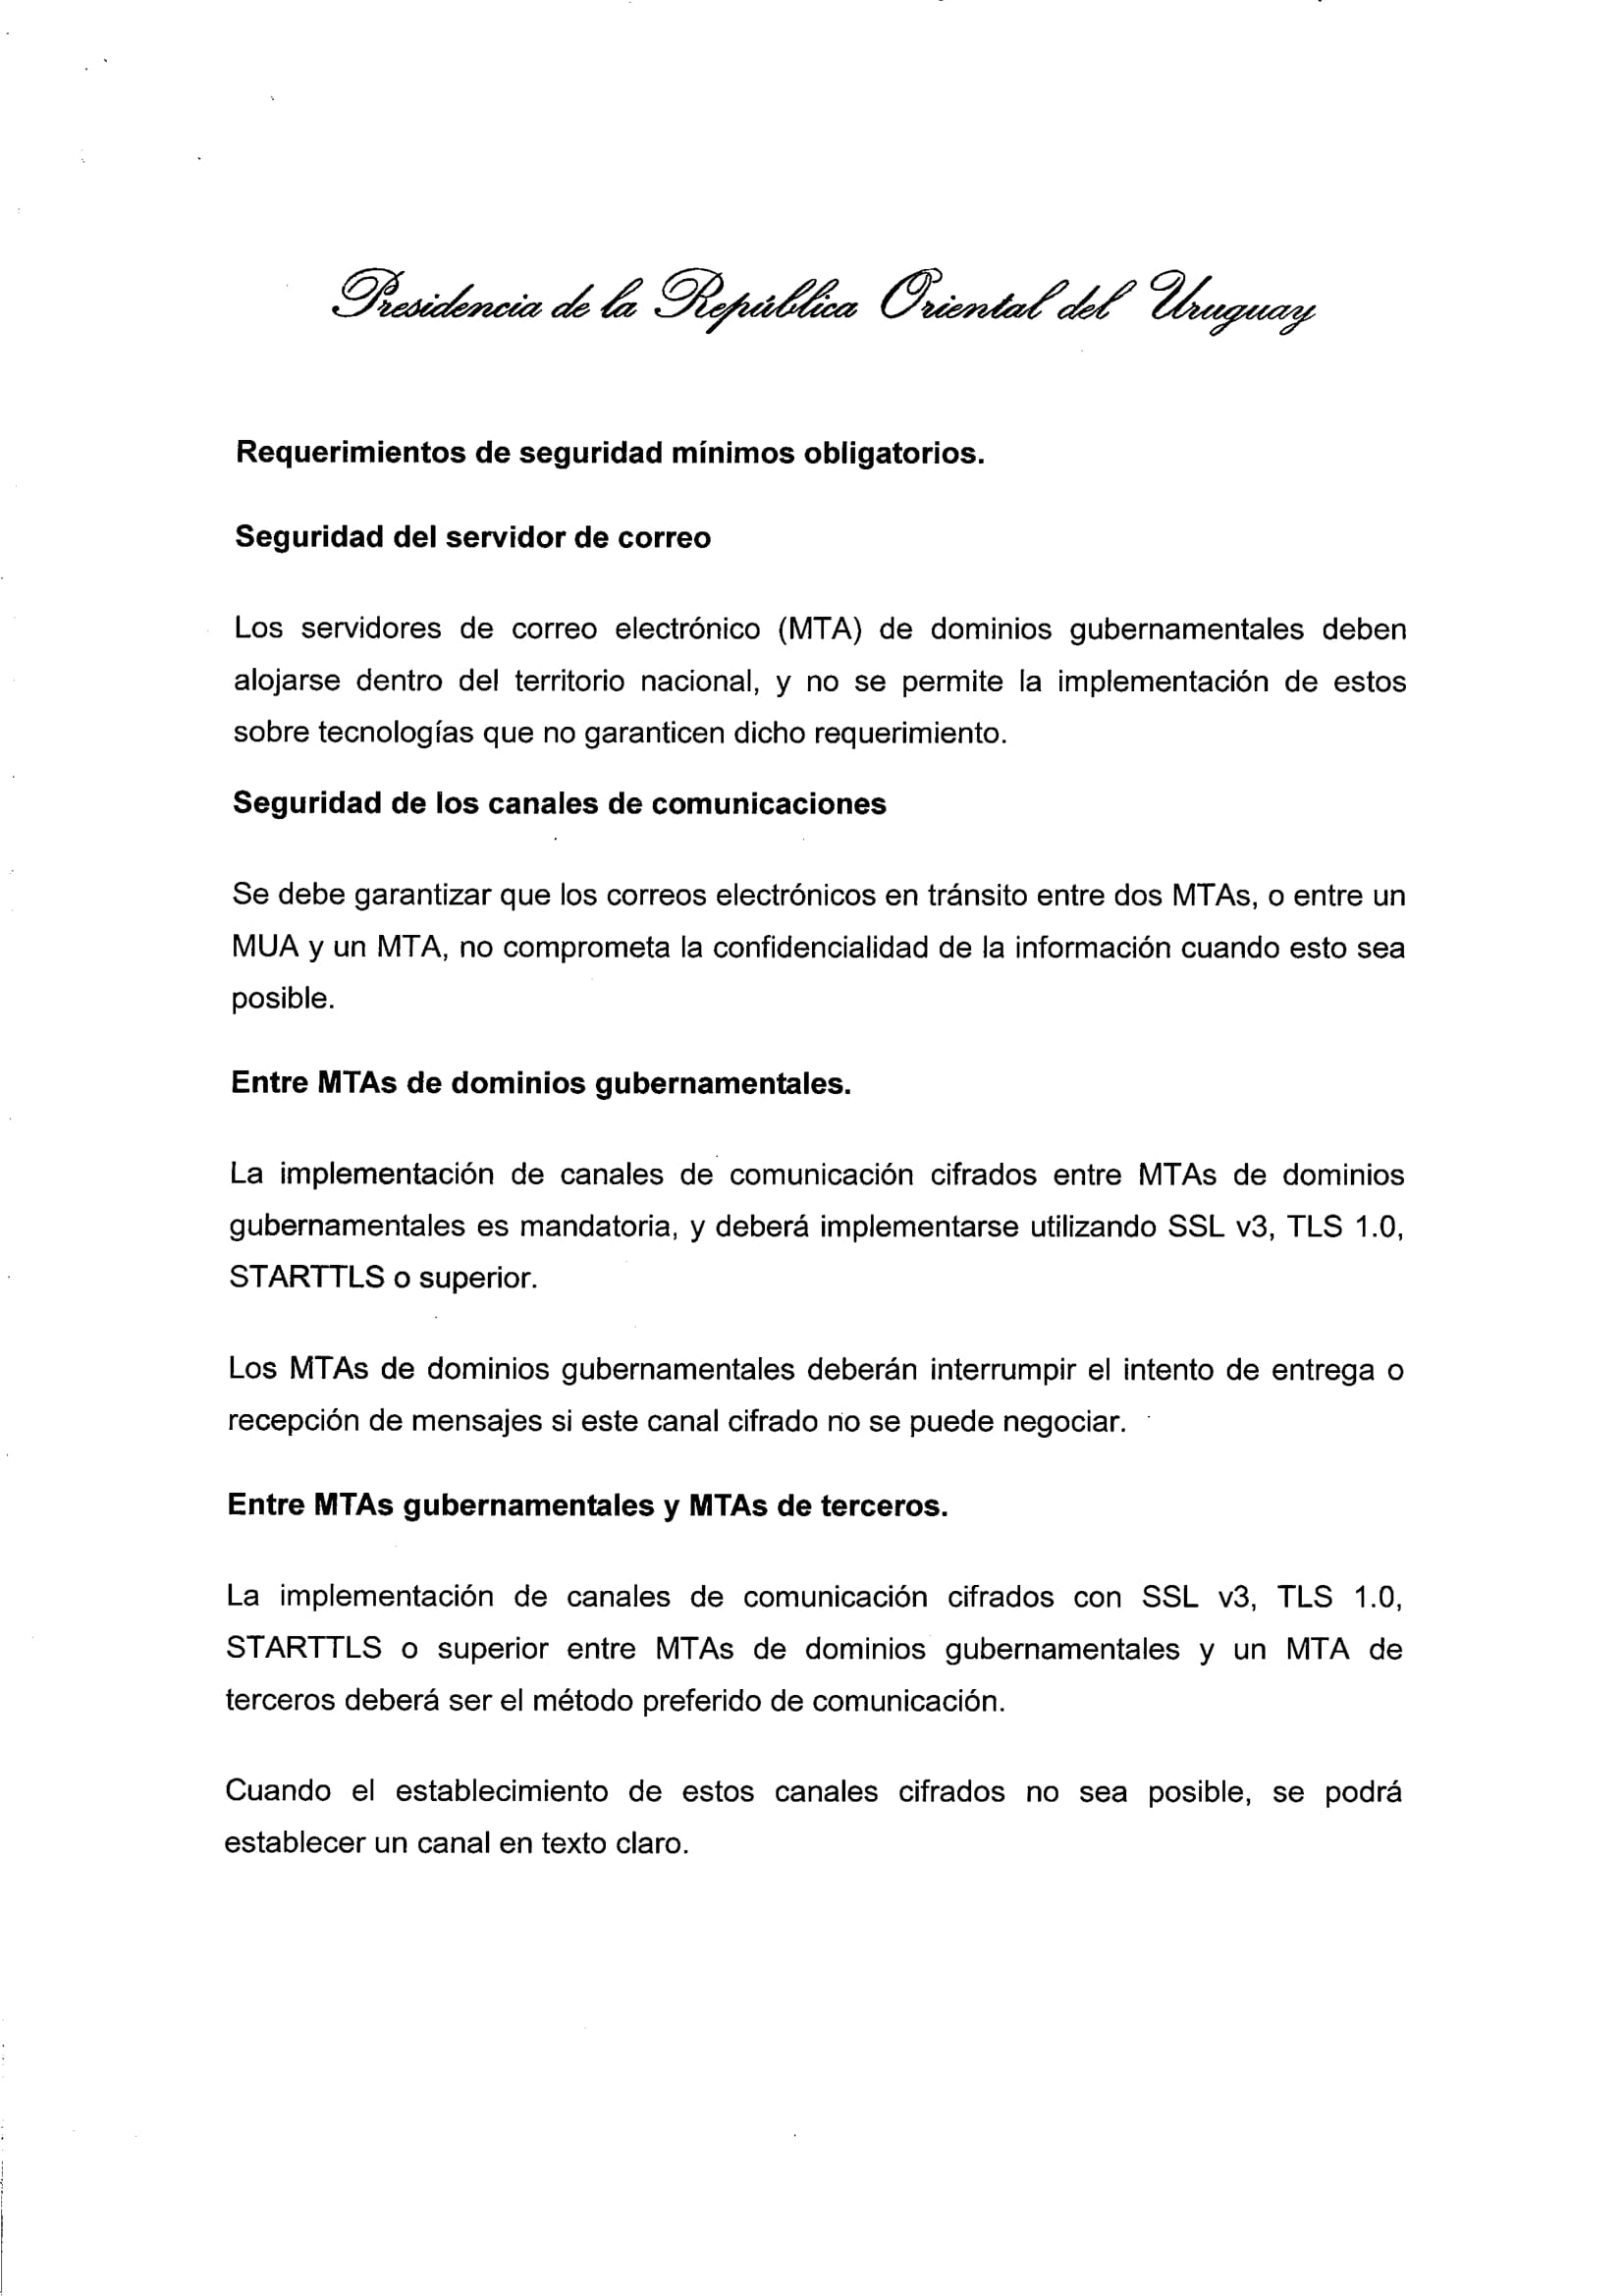 Presidencia de la República Oriental del Uruguay
Requerimientos de seguridad mínimos obligatorios.
Seguridad del servidor de correo
Los servidores de correo electrónico (MTA) de dominios gubernamentales deben
alojarse dentro del territorio nacional, y no se permite la implementación de estos
sobre tecnologías que no garanticen dicho requerimiento.
Seguridad de los canales de comunicaciones
Se debe garantizar que los correos electrónicos en tránsito entre dos MTAs, o entre un
MUA y un MTA, no comprometa la confidencialidad de la información cuando esto sea
posible.
Entre MTAs de dominios gubernamentales.
La implementación de canales de comunicación cifrados entre MTAs de dominios
gubernamentales es mandatoria, y deberá implementarse utilizando SSL v3, TLS 1.0,
STARTTLS o superior.
Los MTAs de dominios gubernamentales deberán interrumpir el intento de entrega o
recepción de mensajes si este canal cifrado no se puede negociar.
Entre MTAs gubernamentales y MTAs de terceros.
La implementación de canales de comunicación cifrados con SSL v3, TLS 1.0,
STARTTLS o superior entre MTAs de dominios gubernamentales y un MTA de
terceros deberá ser el método preferido de comunicación.
Cuando el establecimiento de estos canales cifrados no sea posible, se podrá
establecer un canal en texto claro.